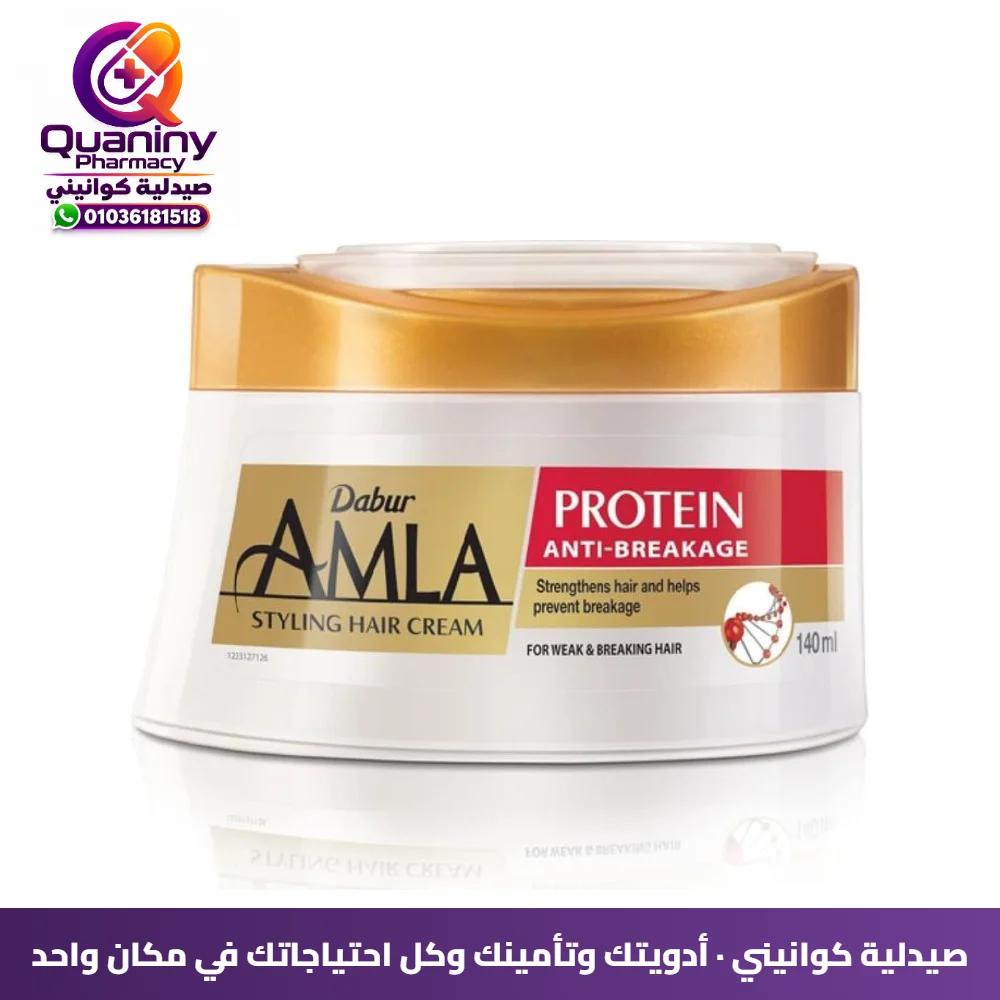 Quaniny
Pharmacy
صيدلية كوانيني
01036181518
Dabur
AMLA
STYLING HAIR CREAM
1223127126
PROTEIN
ANTI-BREAKAGE
Strengthens hair and helps
prevent breakage
FOR WEAK & BREAKING HAIR
140ml
صيدلية كوانيني · أدويتك وتأمينك وكل احتياجاتك في مكان واحد